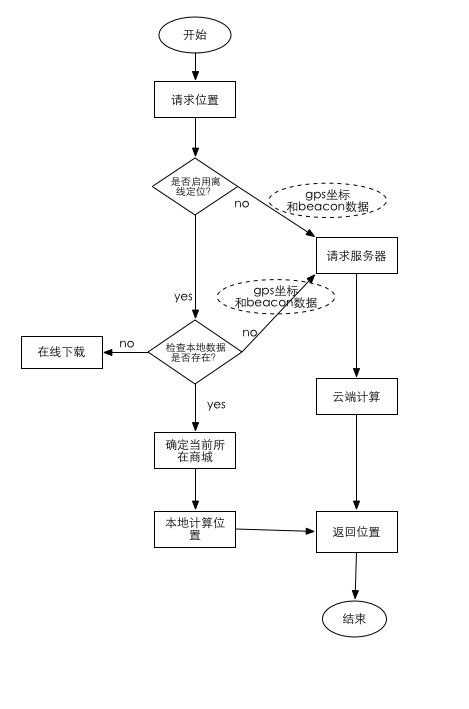 开始
请求位置
是否启用离
线定位?
no
gps坐标
和beacon数据
请求服务器
yes
gps坐标
和beacon数据
no
no
在线下载
检查本地数据
是否存在?
云端计算
yes
确定当前所
在商城
本地计算位
置
返回位置
结束